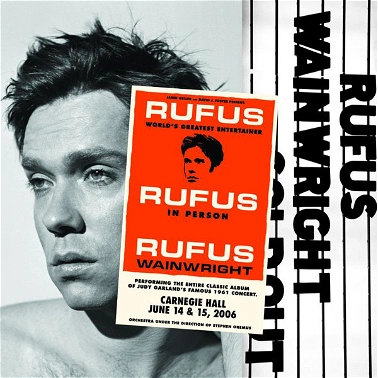 RUFUS
WORLD'S GREATEST ENTERTAINER
RUFUS
IN PERSON
RUFUS
WAINWRIGHT
PERFORMING THE ENTIRE CLASSIC ALBUM
OF JUDY GARLAND'S FAMOUS 1961 CONCERT.
CARNEGIE HALL
JUNE 14 & 15, 2006
ORCHESTRA UNDER THE DIRECTION OF STEPHEN OREMUS
RUFUS
WAINWRIGHT